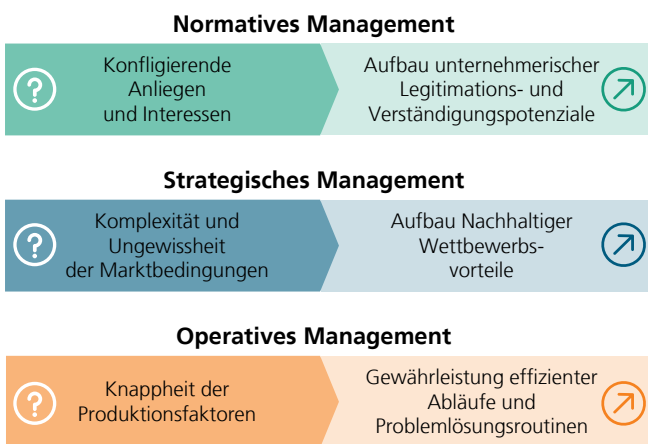 Normatives Management
Konfligierende
Anliegen
und Interessen
Aufbau unternehmerischer
Legitimations- und
Verständigungspotenziale
Strategisches Management
Komplexität und
Ungewissheit
der Marktbedingungen
Aufbau Nachhaltiger
Wettbewerbs-
vorteile
Operatives Management
Knappheit der
Produktionsfaktoren
Gewährleistung effizienter
Abläufe und
Problemlösungsroutinen